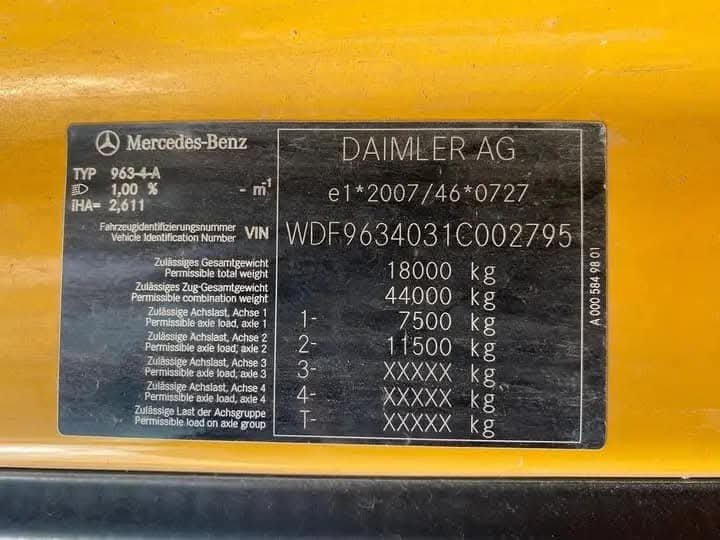 Mercedes-Benz
TYP 963-4-A
1,00 % - m-1
iHA= 2,611
Fahrzeugidentifizierungsnummer
Vehicle Identification Number VIN
DAIMLER AG
e1*2007/46*0727
WDF9634031C002795
Zulässiges Gesamtgewicht
Permissible total weight
18000 kg
Zulässiges Zug-Gesamtgewicht
Permissible combination weight
44000 kg
Zulässige Achslast, Achse 1
Permissible axle load, axle 1
1- 7500 kg
Zulässige Achslast, Achse 2
Permissible axle load, axle 2
2- 11500 kg
Zulässige Achslast, Achse 3
Permissible axle load, axle 3
3- XXXXX kg
Zulässige Achslast, Achse 4
Permissible axle load, axle 4
4- XXXXX kg
Zulässige Last der Achsgruppe
Permissible load on axle group
T- XXXXX kg
A 000 584 98 01